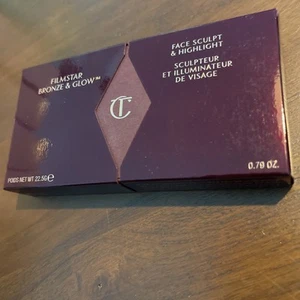 FILMSTAR
BRONZE & GLOW™
FACE SCULPT
& HIGHLIGHT
SCULPTEUR
ET ILLUMINATEUR
DE VISAGE
CT
POIDS NET WT 22.5G℮
0.79 OZ.